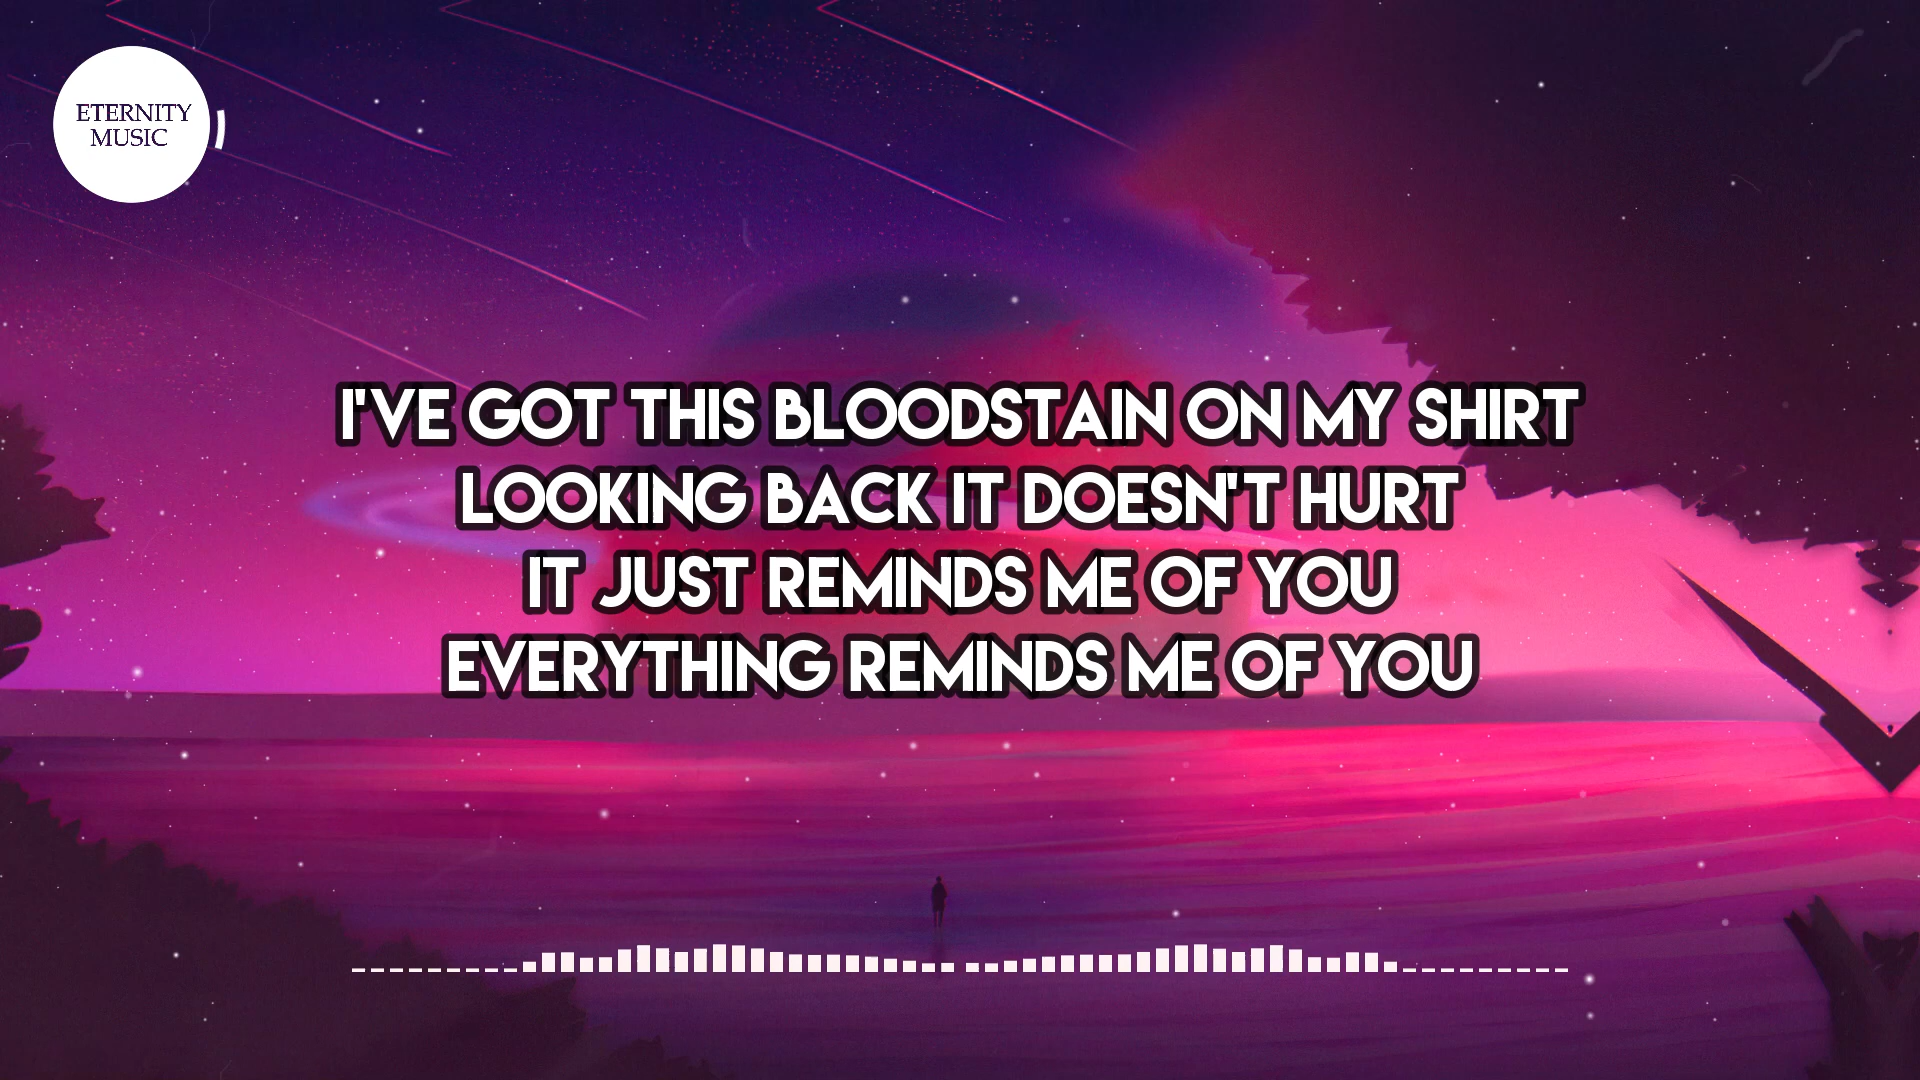 ETERNITY
MUSIC
I'VE GOT THIS BLOODSTAIN ON MY SHIRT
LOOKING BACK IT DOESN'T HURT
IT JUST REMINDS ME OF YOU
EVERYTHING REMINDS ME OF YOU